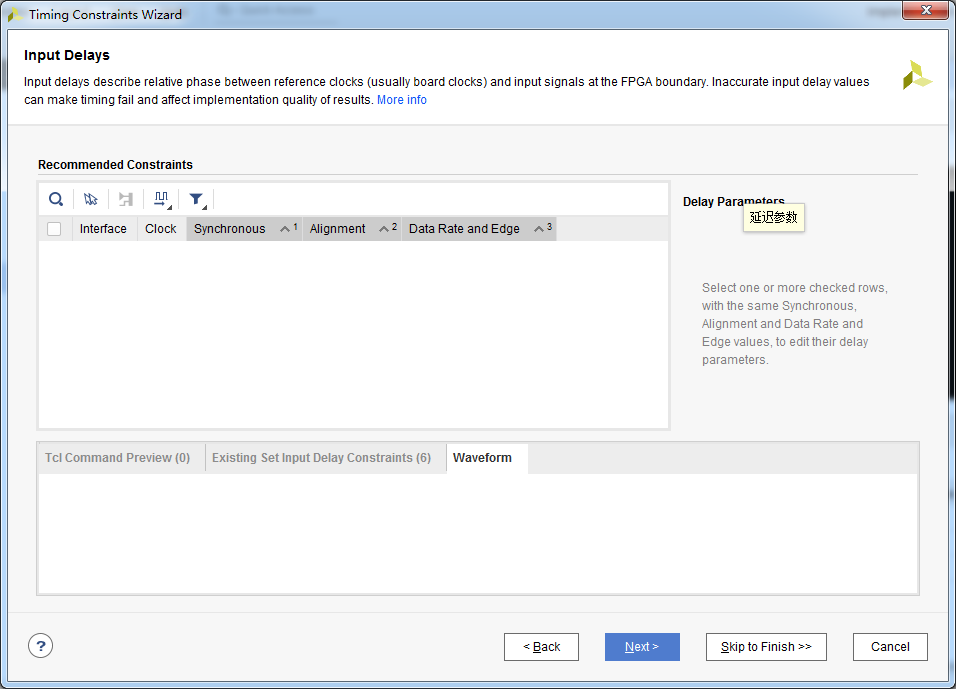 Timing Constraints Wizard
Input Delays
Input delays describe relative phase between reference clocks (usually board clocks) and input signals at the FPGA boundary. Inaccurate input delay values
can make timing fail and affect implementation quality of results. More info
Recommended Constraints
Delay Parameters
延迟参数
Interface Clock Synchronous 1 Alignment 2 Data Rate and Edge 3
Select one or more checked rows,
with the same Synchronous,
Alignment and Data Rate and
Edge values, to edit their delay
parameters.
Tcl Command Preview (0) Existing Set Input Delay Constraints (6) Waveform
? < Back Next > Skip to Finish >> Cancel